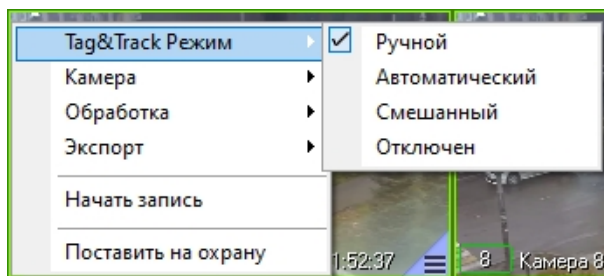 Tag&Track Режим
Камера
Обработка
Экспорт
Начать запись
Поставить на охрану
Ручной
Автоматический
Смешанный
Отключен
1:52:37
8 Камера 8